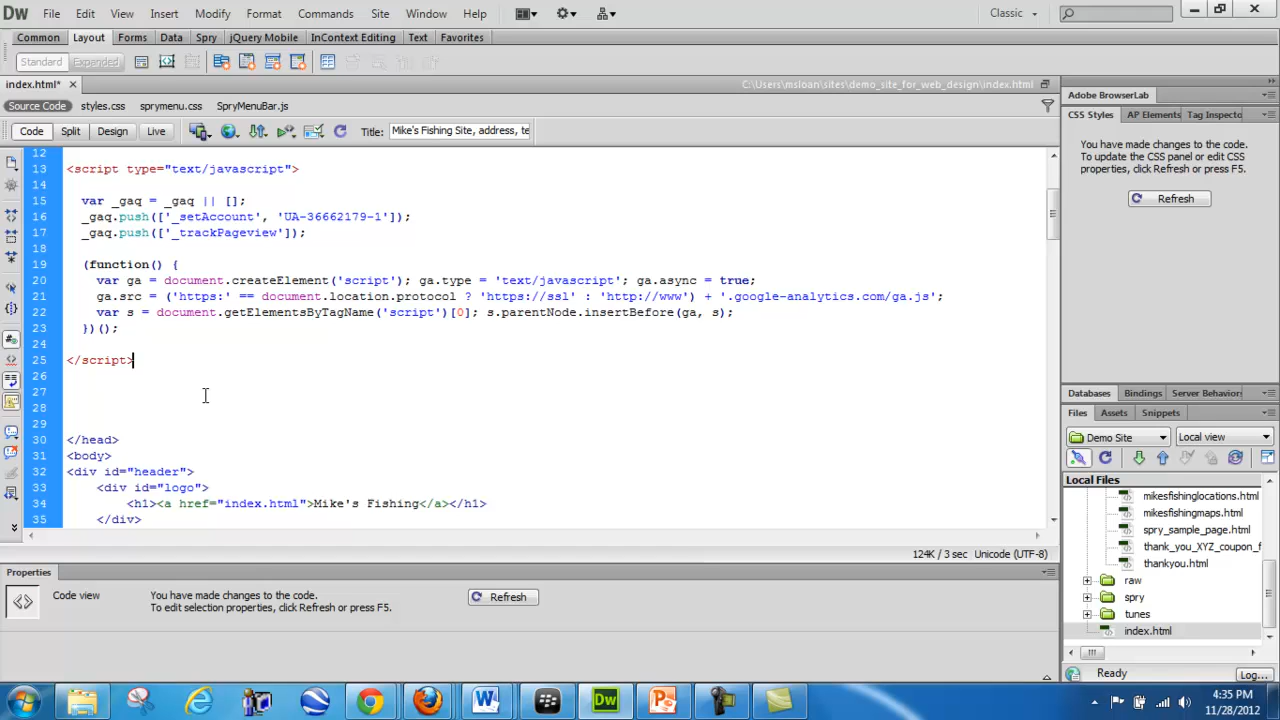 DW File Edit View Insert Modify Format Commands Site Window Help Classic
Common Layout Forms Data Spry jQuery Mobile InContext Editing Text Favorites
Standard Expanded
index.html* C:\Users\msloan\sites\demo_site_for_web_design\index.html
Source Code styles.css sprymenu.css SpryMenuBar.js
Code Split Design Live Title: Mike's Fishing Site, address, te
12
13 <script type="text/javascript">
14
15 var _gaq = _gaq || [];
16 _gaq.push(['_setAccount', 'UA-36662179-1']);
17 _gaq.push(['_trackPageview']);
18
19 (function() {
20 var ga = document.createElement('script'); ga.type = 'text/javascript'; ga.async = true;
21 ga.src = ('https:' == document.location.protocol ? 'https://ssl' : 'http://www') + '.google-analytics.com/ga.js';
22 var s = document.getElementsByTagName('script')[0]; s.parentNode.insertBefore(ga, s);
23 })();
24
25 </script>
26
27
28
29
30 </head>
31 <body>
32 <div id="header">
33 <div id="logo">
34 <h1><a href="index.html">Mike's Fishing</a></h1>
35 </div>
124K / 3 sec Unicode (UTF-8)
Properties
Code view You have made changes to the code.
To edit selection properties, click Refresh or press F5.
Refresh
Adobe BrowserLab
CSS Styles AP Elements Tag Inspecto
You have made changes to the code.
To update the CSS panel or edit CSS
properties, click Refresh or press F5.
Refresh
Databases Bindings Server Behavior
Files Assets Snippets
Demo Site Local view
Local Files
mikesfishinglocations.html
mikesfishingmaps.html
spry_sample_page.html
thank_you_XYZ_coupon_f
thankyou.html
raw
spry
tunes
index.html
Ready Log...
W Dw P
4:35 PM
11/28/2012